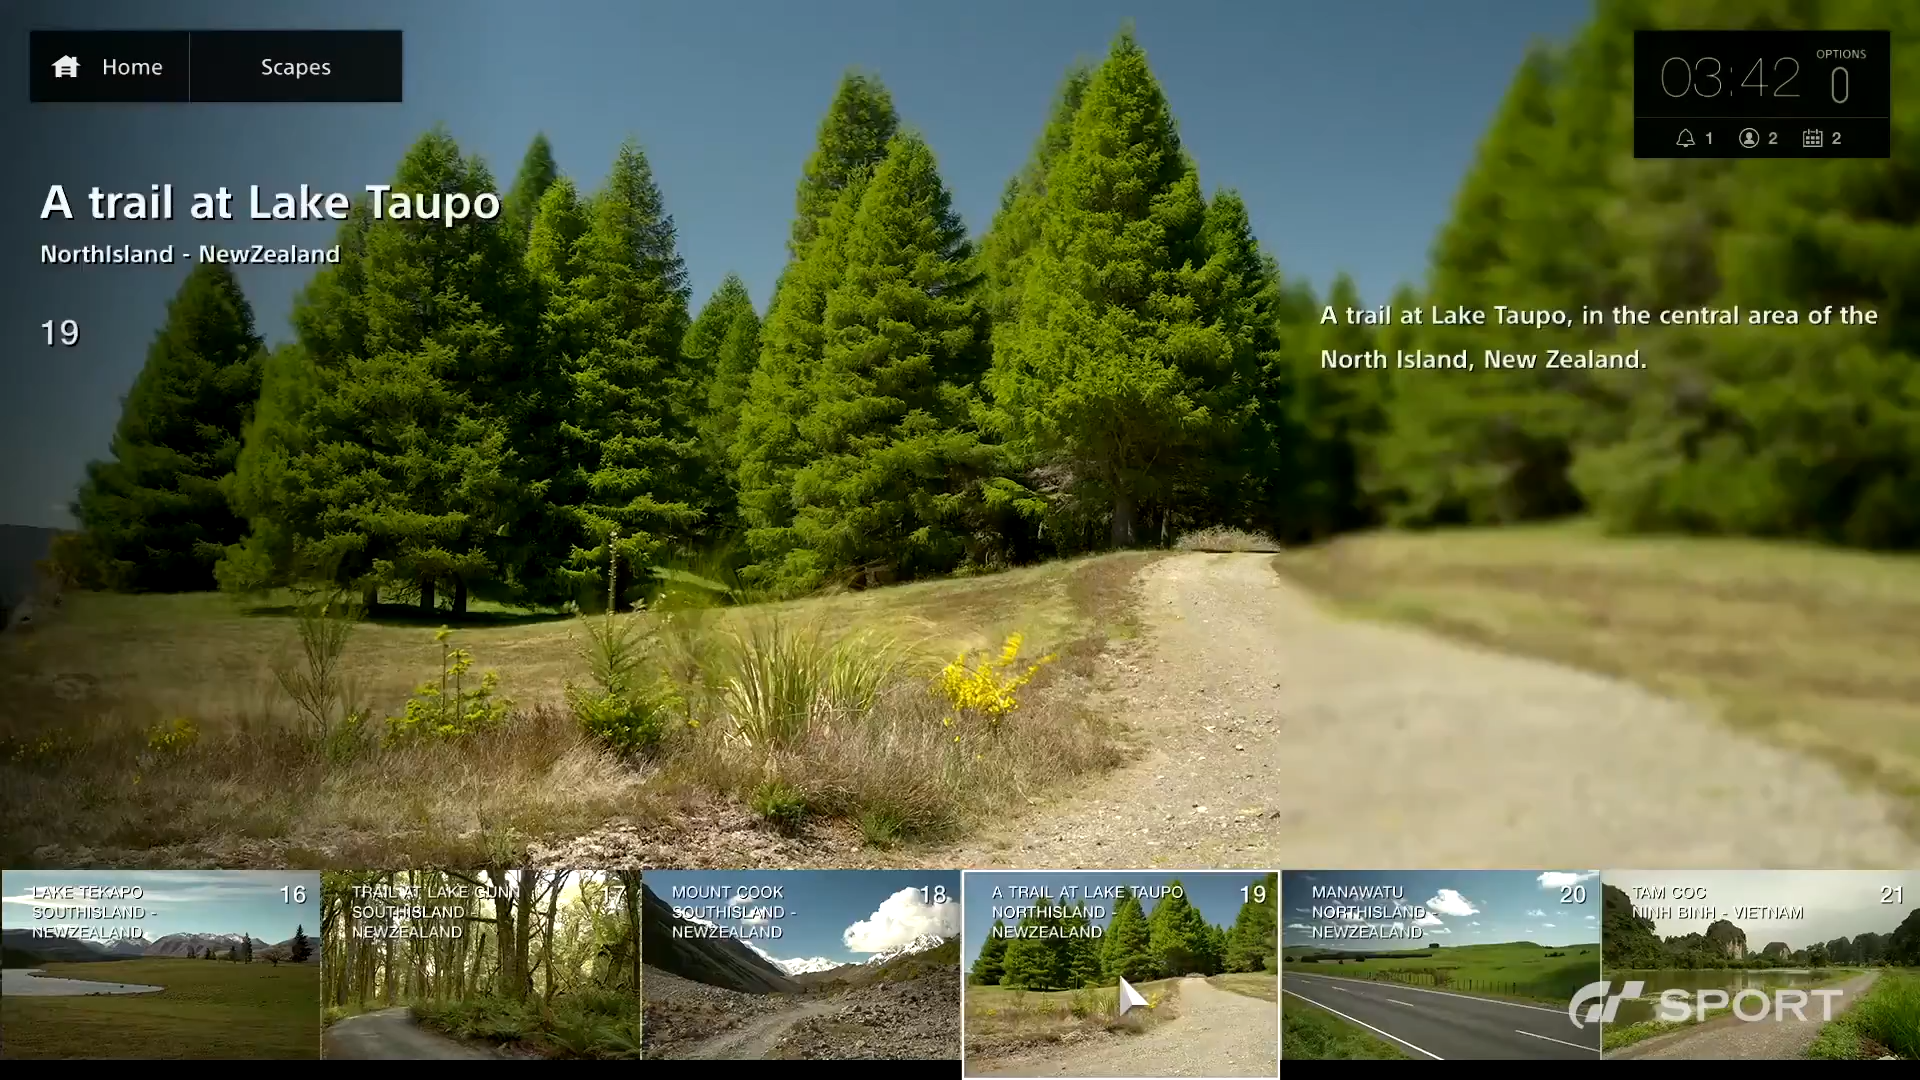 Home
Scapes
03:42
OPTIONS
1
2
2
A trail at Lake Taupo
NorthIsland - NewZealand
19
A trail at Lake Taupo, in the central area of the
North Island, New Zealand.
LAKE TEKAPO
SOUTHISLAND -
NEWZEALAND
16
TRAIL AT LAKE GUNN
SOUTHISLAND
NEWZEALAND
17
MOUNT COOK
SOUTHISLAND -
NEWZEALAND
18
A TRAIL AT LAKE TAUPO
NORTHISLAND -
NEWZEALAND
19
MANAWATU
NORTHISLAND -
NEWZEALAND
20
TAM COC
NINH BINH - VIETNAM
21
GT SPORT